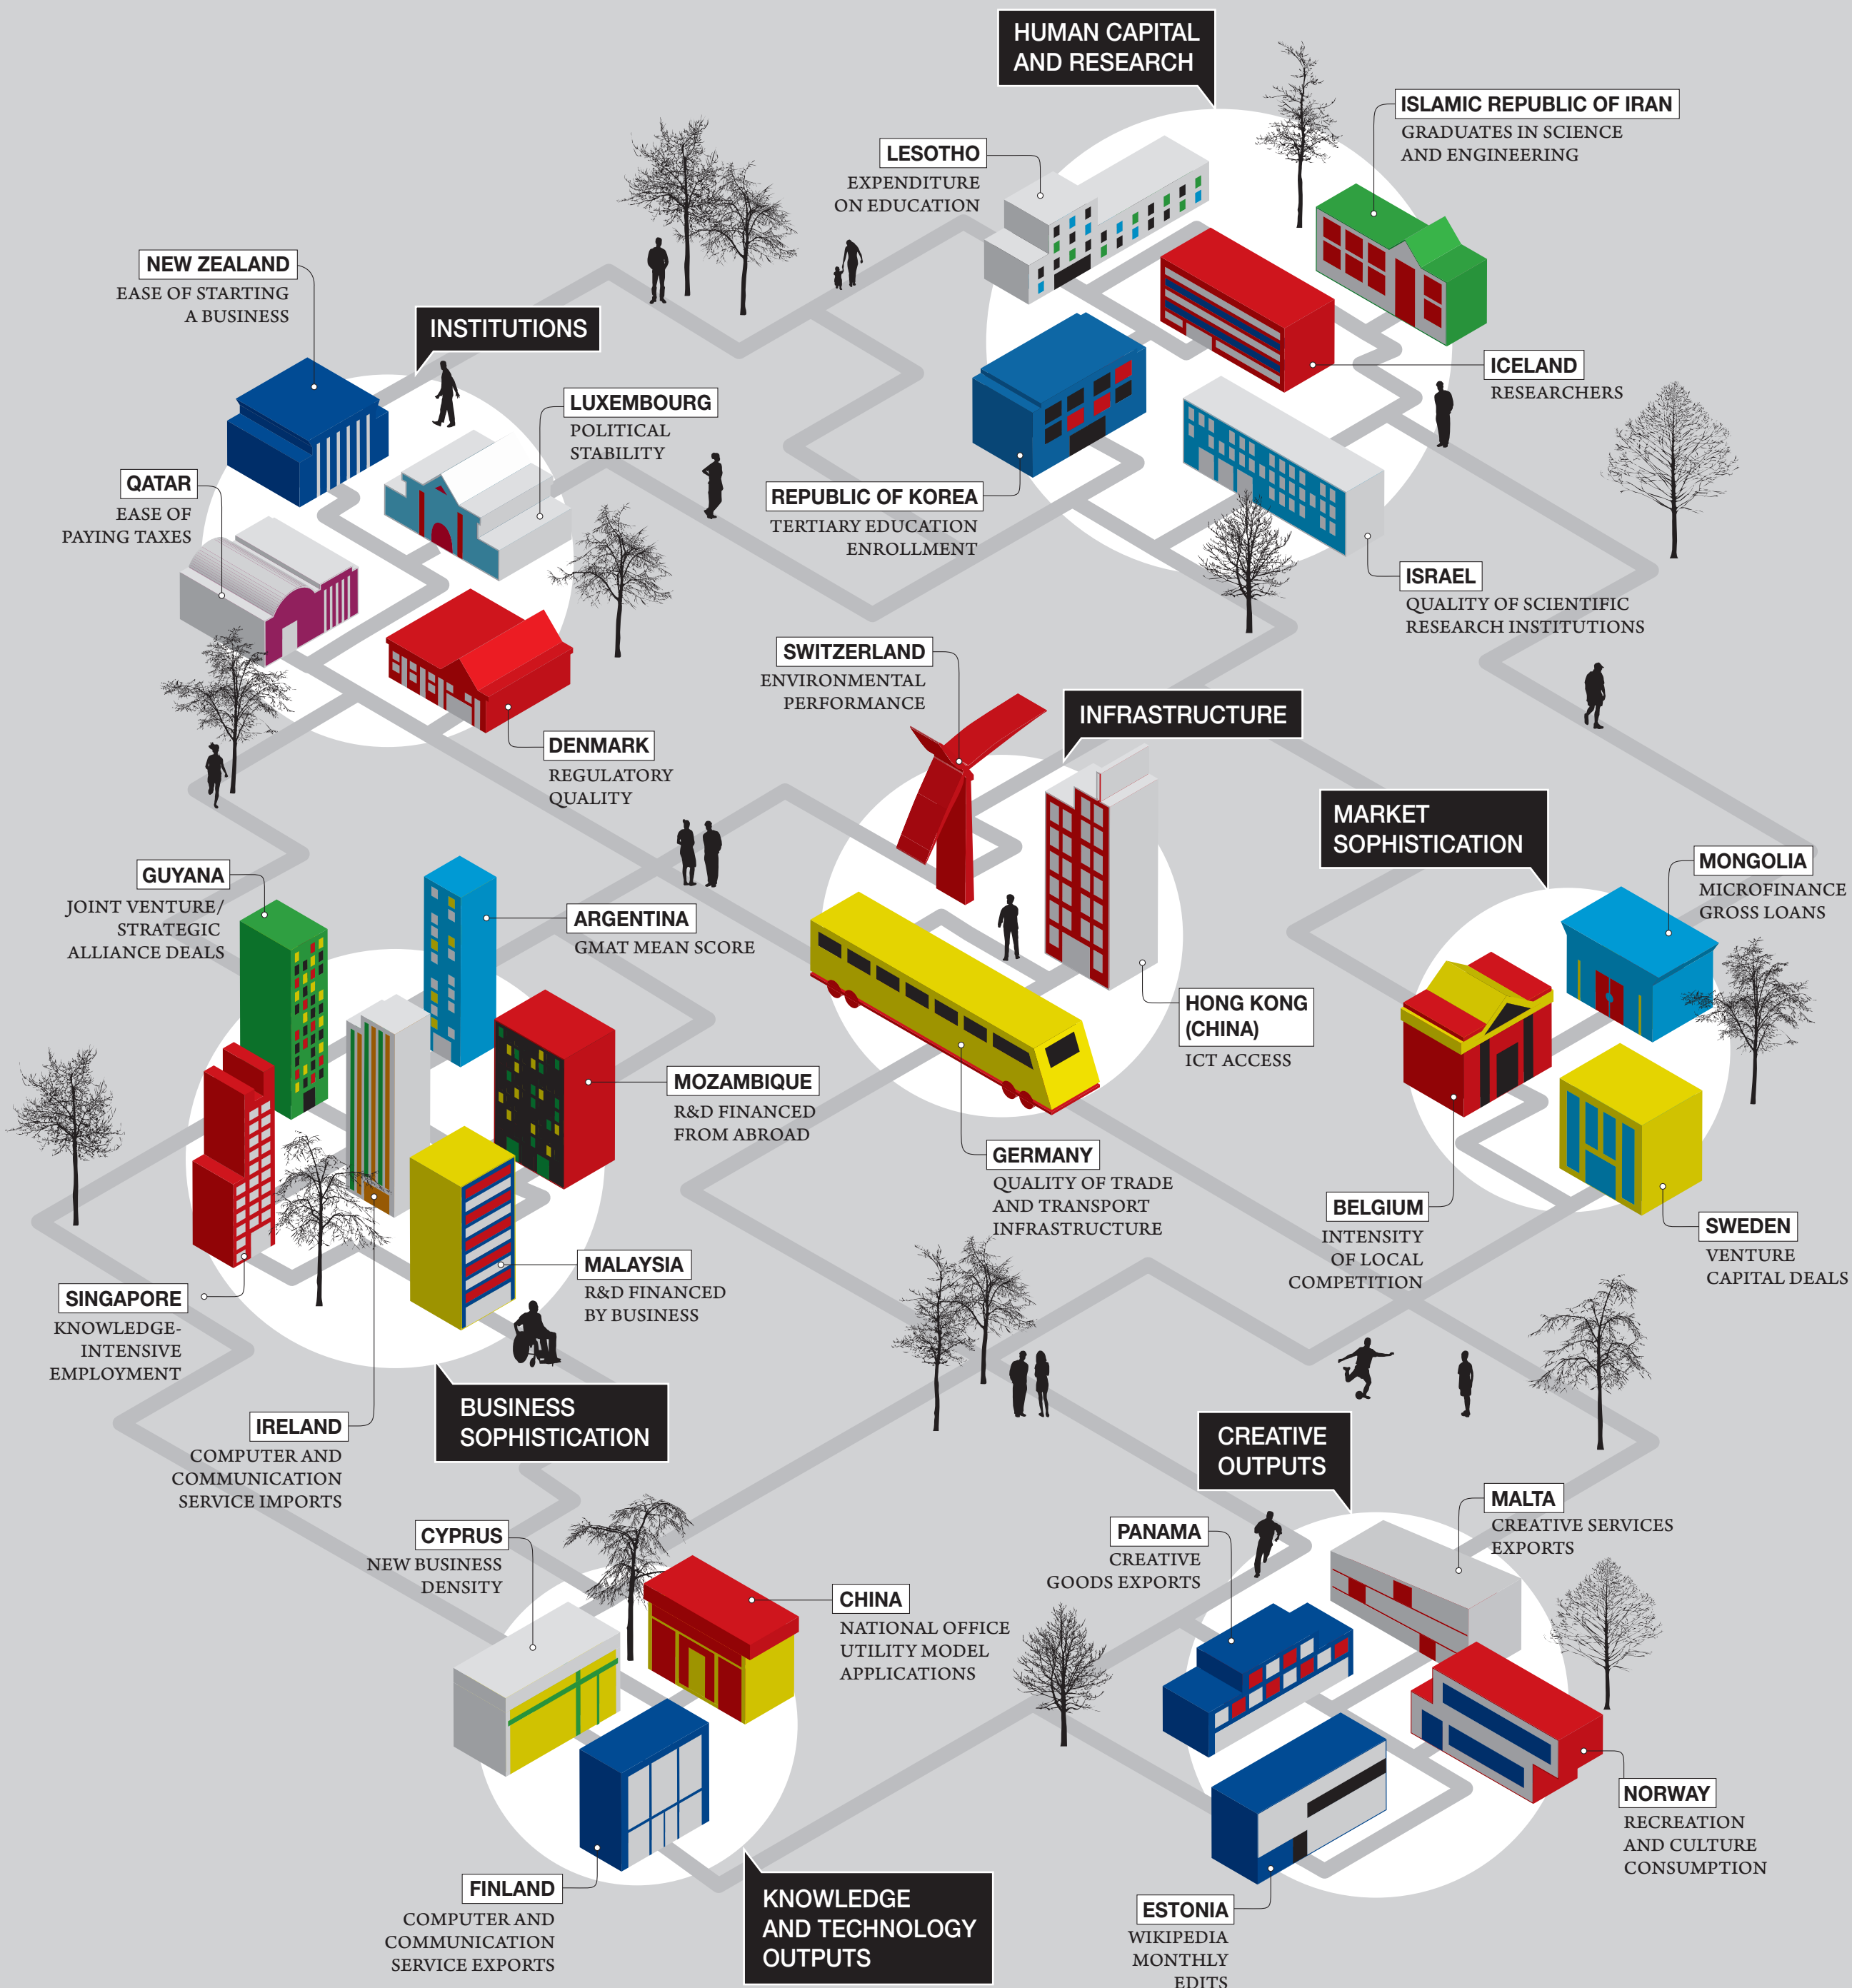 HUMAN CAPITAL
AND RESEARCH
ISLAMIC REPUBLIC OF IRAN
GRADUATES IN SCIENCE
AND ENGINEERING
LESOTHO
EXPENDITURE
ON EDUCATION
ICELAND
RESEARCHERS
REPUBLIC OF KOREA
TERTIARY EDUCATION
ENROLLMENT
ISRAEL
QUALITY OF SCIENTIFIC
RESEARCH INSTITUTIONS
INSTITUTIONS
NEW ZEALAND
EASE OF STARTING
A BUSINESS
LUXEMBOURG
POLITICAL
STABILITY
QATAR
EASE OF
PAYING TAXES
DENMARK
REGULATORY
QUALITY
INFRASTRUCTURE
SWITZERLAND
ENVIRONMENTAL
PERFORMANCE
HONG KONG
(CHINA)
ICT ACCESS
GERMANY
QUALITY OF TRADE
AND TRANSPORT
INFRASTRUCTURE
MARKET
SOPHISTICATION
MONGOLIA
MICROFINANCE
GROSS LOANS
BELGIUM
INTENSITY
OF LOCAL
COMPETITION
SWEDEN
VENTURE
CAPITAL DEALS
GUYANA
JOINT VENTURE/
STRATEGIC
ALLIANCE DEALS
ARGENTINA
GMAT MEAN SCORE
MOZAMBIQUE
R&D FINANCED
FROM ABROAD
MALAYSIA
R&D FINANCED
BY BUSINESS
SINGAPORE
KNOWLEDGE-
INTENSIVE
EMPLOYMENT
IRELAND
COMPUTER AND
COMMUNICATION
SERVICE IMPORTS
BUSINESS
SOPHISTICATION
CYPRUS
NEW BUSINESS
DENSITY
CHINA
NATIONAL OFFICE
UTILITY MODEL
APPLICATIONS
FINLAND
COMPUTER AND
COMMUNICATION
SERVICE EXPORTS
KNOWLEDGE
AND TECHNOLOGY
OUTPUTS
CREATIVE
OUTPUTS
MALTA
CREATIVE SERVICES
EXPORTS
PANAMA
CREATIVE
GOODS EXPORTS
NORWAY
RECREATION
AND CULTURE
CONSUMPTION
ESTONIA
WIKIPEDIA
MONTHLY
EDITS